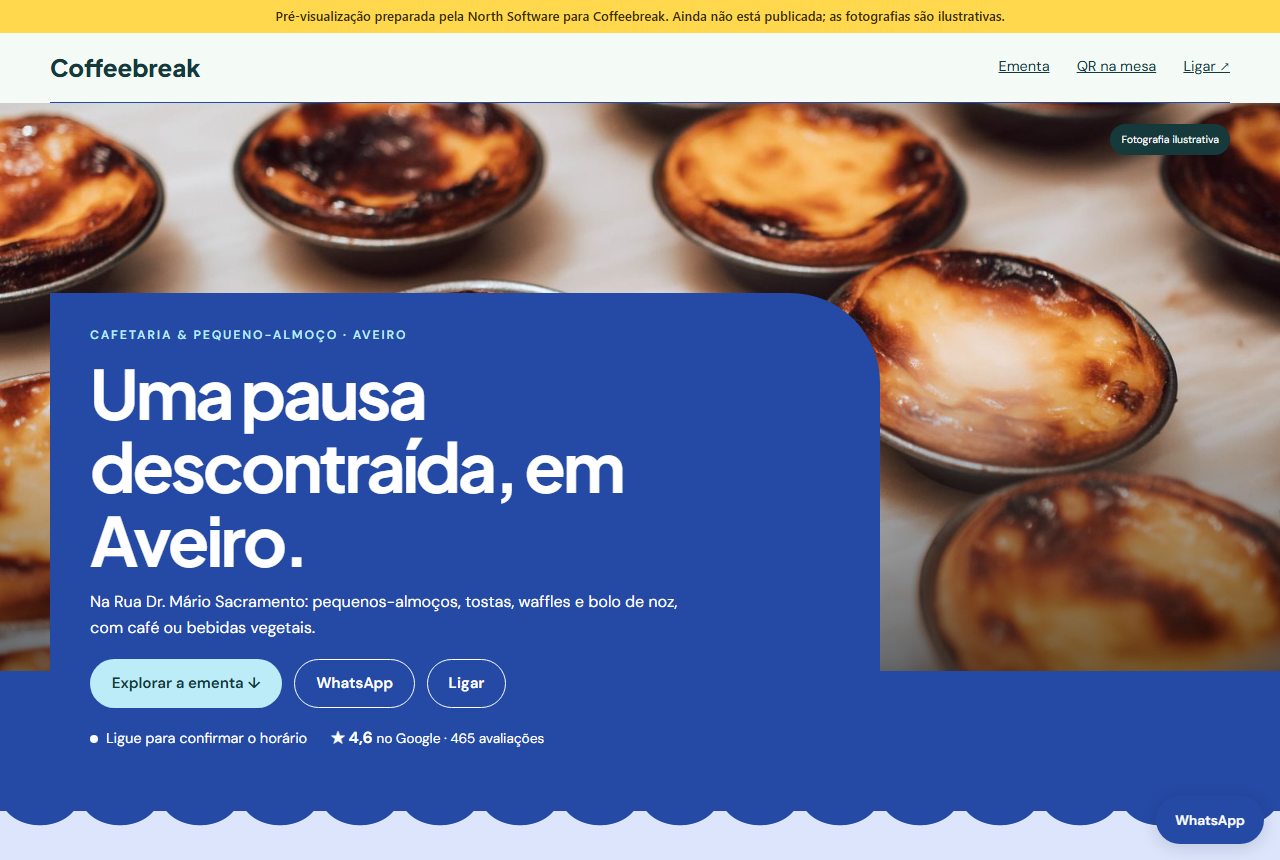 Pré-visualização preparada pela North Software para Coffeebreak. Ainda não está publicada; as fotografias são ilustrativas.
Coffeebreak
Ementa
QR na mesa
Ligar ↗
Fotografia ilustrativa
CAFETARIA & PEQUENO-ALMOÇO · AVEIRO
Uma pausa
descontraída, em
Aveiro.
Na Rua Dr. Mário Sacramento: pequenos-almoços, tostas, waffles e bolo de noz,
com café ou bebidas vegetais.
Explorar a ementa ↓
WhatsApp
Ligar
Ligue para confirmar o horário
★ 4,6 no Google · 465 avaliações
WhatsApp